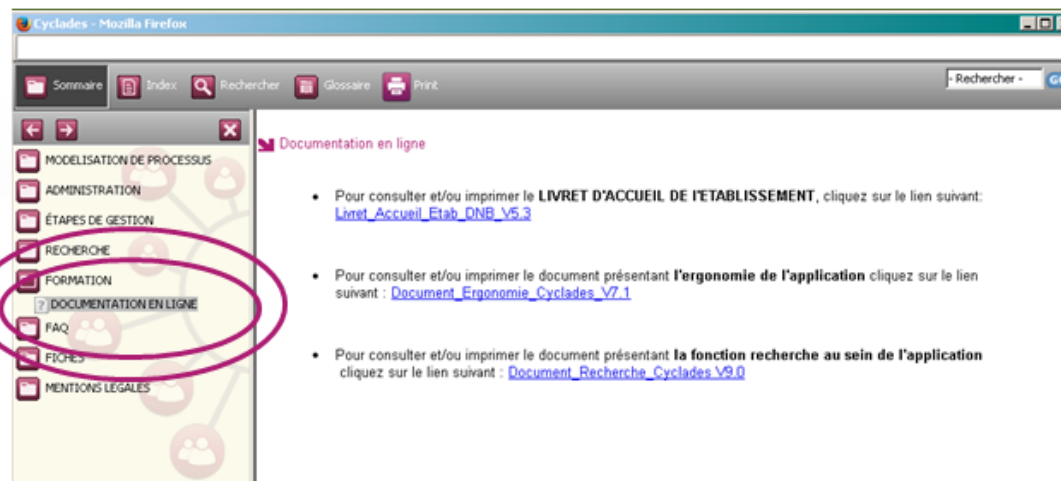 Cyclades - Mozilla Firefox
Sommaire Index Rechercher Glossaire Print
- Rechercher -
MODELISATION DE PROCESSUS
ADMINISTRATION
ÉTAPES DE GESTION
RECHERCHE
FORMATION
? DOCUMENTATION EN LIGNE
FAQ
FICHES
MENTIONS LEGALES
Documentation en ligne
• Pour consulter et/ou imprimer le LIVRET D'ACCUEIL DE l'ETABLISSEMENT, cliquez sur le lien suivant:
Livret_Accueil_Etab_DNB_V5.3
• Pour consulter et/ou imprimer le document présentant l'ergonomie de l'application cliquez sur le lien
suivant : Document_Ergonomie_Cyclades_V7.1
• Pour consulter et/ou imprimer le document présentant la fonction recherche au sein de l'application
cliquez sur le lien suivant : Document_Recherche_Cyclades V9.0